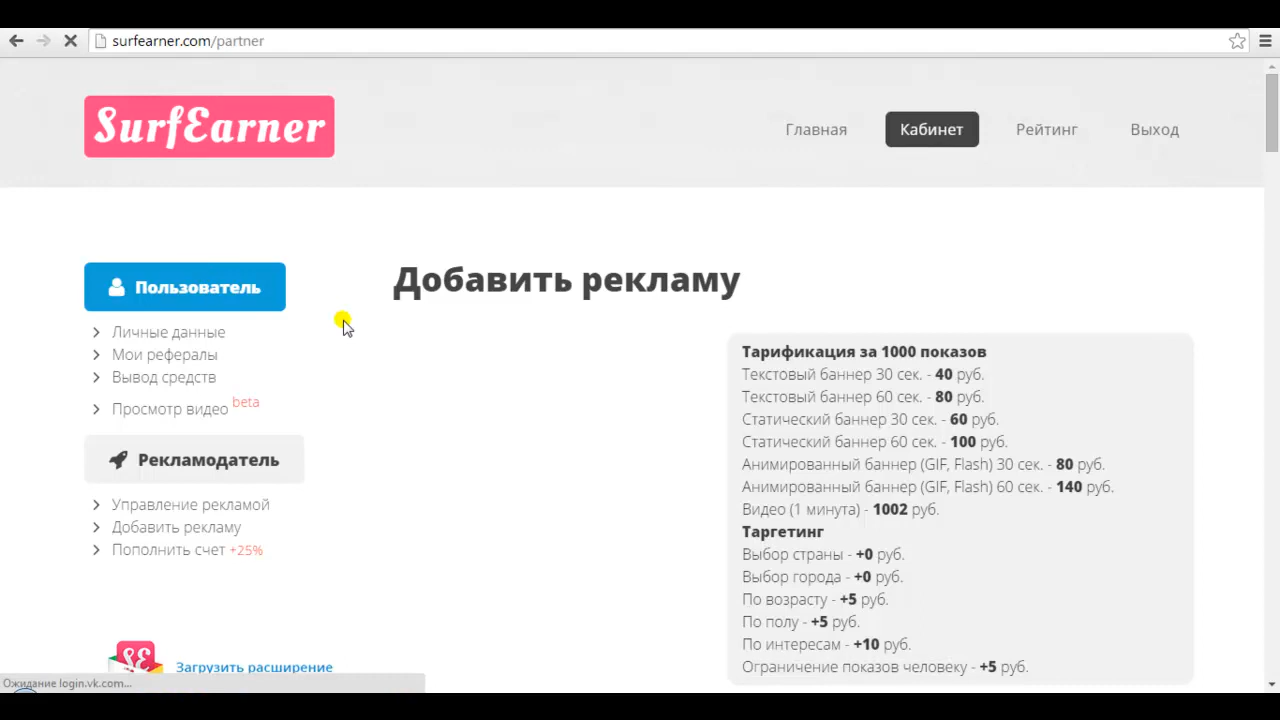 surfearner.com/partner
SurfEarner
Главная
Кабинет
Рейтинг
Выход
Пользователь
Личные данные
Мои рефералы
Вывод средств
Просмотр видео beta
Рекламодатель
Управление рекламой
Добавить рекламу
Пополнить счет +25%
SE
Загрузить расширение
Добавить рекламу
Тарификация за 1000 показов
Текстовый баннер 30 сек. - 40 руб.
Текстовый баннер 60 сек. - 80 руб.
Статический баннер 30 сек. - 60 руб.
Статический баннер 60 сек. - 100 руб.
Анимированный баннер (GIF, Flash) 30 сек. - 80 руб.
Анимированный баннер (GIF, Flash) 60 сек. - 140 руб.
Видео (1 минута) - 1002 руб.
Таргетинг
Выбор страны - +0 руб.
Выбор города - +0 руб.
По возрасту - +5 руб.
По полу - +5 руб.
По интересам - +10 руб.
Ограничение показов человеку - +5 руб.
Ожидание login.vk.com...